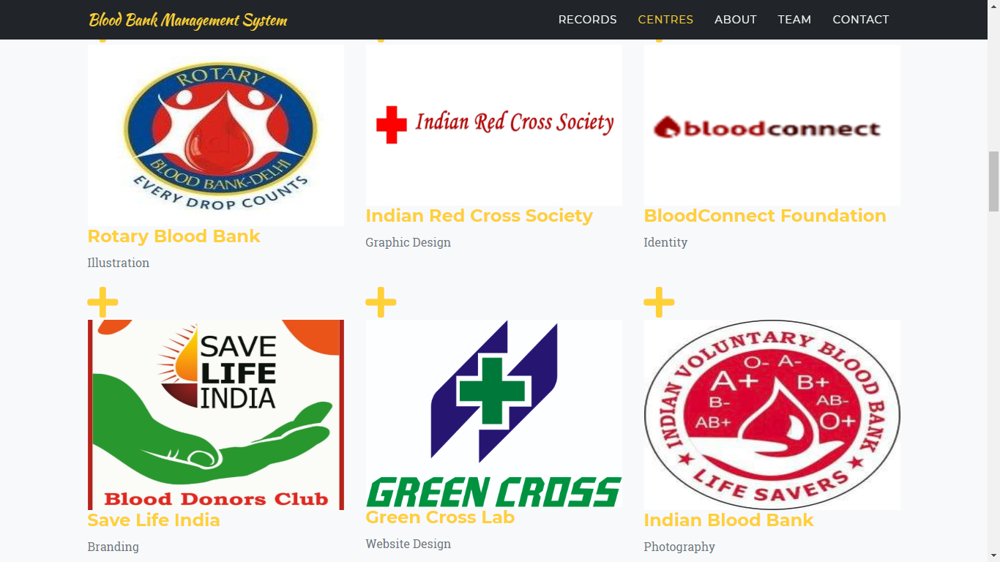 Blood Bank Management System
RECORDS
CENTRES
ABOUT
TEAM
CONTACT
ROTARY
BLOOD BANK-DELHI
EVERY DROP COUNTS
Rotary Blood Bank
Illustration
Indian Red Cross Society
Indian Red Cross Society
Graphic Design
bloodconnect
BloodConnect Foundation
Identity
SAVE
LIFE
INDIA
Blood Donors Club
Save Life India
Branding
GREEN CROSS
Green Cross Lab
Website Design
INDIAN VOLUNTARY BLOOD BANK
O- A-
A+ B+
B- AB-
AB+ O+
★ LIFE SAVERS ★
Indian Blood Bank
Photography